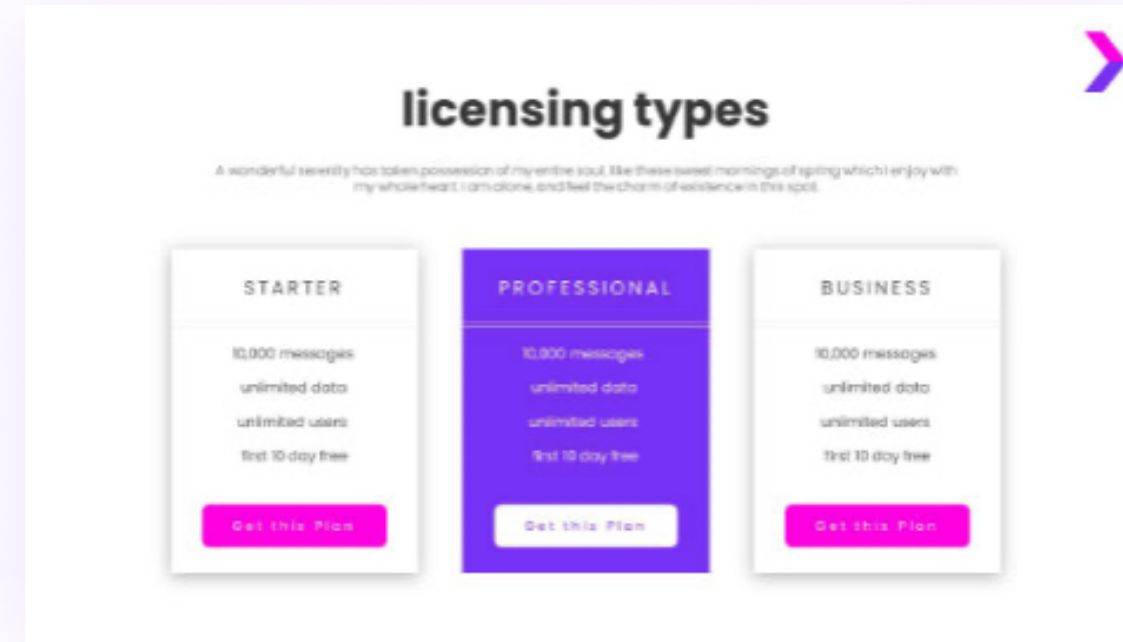 licensing types
A wonderful serenity has taken possession of my entire soul, like these sweet mornings of spring which I enjoy with
my whole heart. I am alone, and feel the charm of existence in this spot.
STARTER
10,000 messages
unlimited data
unlimited users
first 10 day free
Get this Plan
PROFESSIONAL
10,000 messages
unlimited data
unlimited users
first 10 day free
Get this Plan
BUSINESS
10,000 messages
unlimited data
unlimited users
first 10 day free
Get this Plan